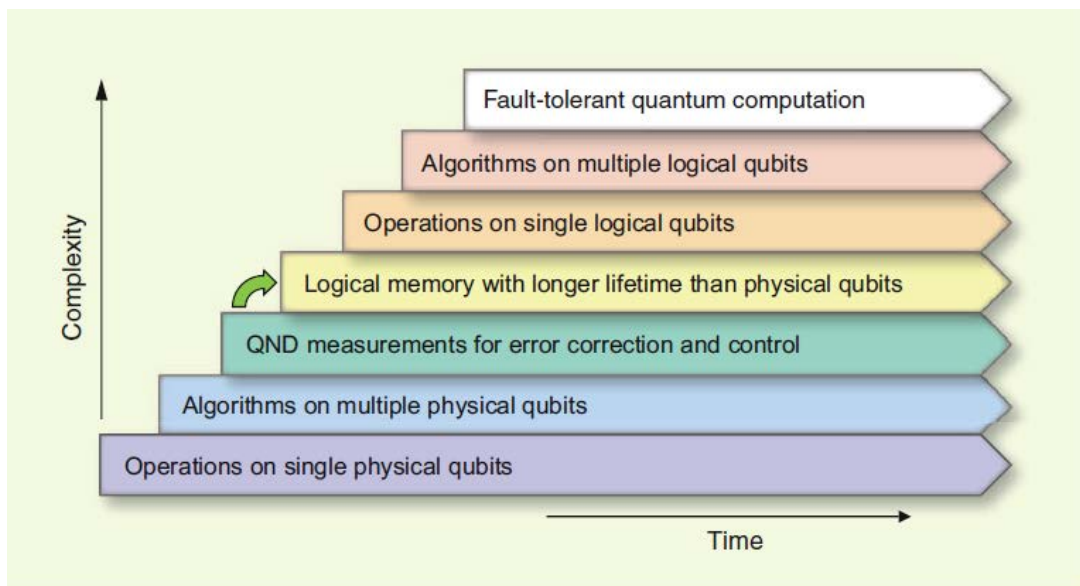 Fault-tolerant quantum computation
Algorithms on multiple logical qubits
Operations on single logical qubits
Logical memory with longer lifetime than physical qubits
QND measurements for error correction and control
Algorithms on multiple physical qubits
Operations on single physical qubits
Complexity
Time